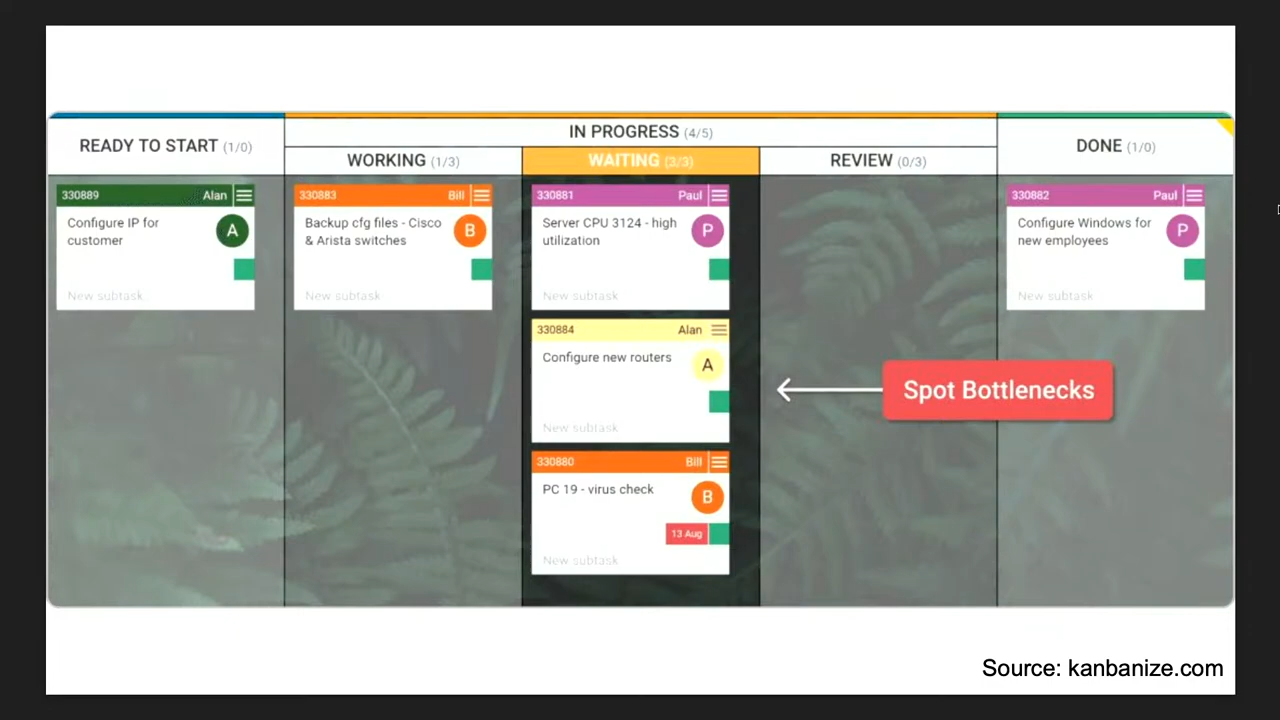 READY TO START (1/0)
IN PROGRESS (4/5)
DONE (1/0)
WORKING (1/3)
WAITING (3/3)
REVIEW (0/3)
330889 Alan
Configure IP for
customer
A
New subtask
330883 Bill
Backup cfg files - Cisco
& Arista switches
B
New subtask
330881 Paul
Server CPU 3124 - high
utilization
P
New subtask
330884 Alan
Configure new routers
A
New subtask
330880 Bill
PC 19 - virus check
B
13 Aug
New subtask
330882 Paul
Configure Windows for
new employees
P
New subtask
Spot Bottlenecks
Source: kanbanize.com